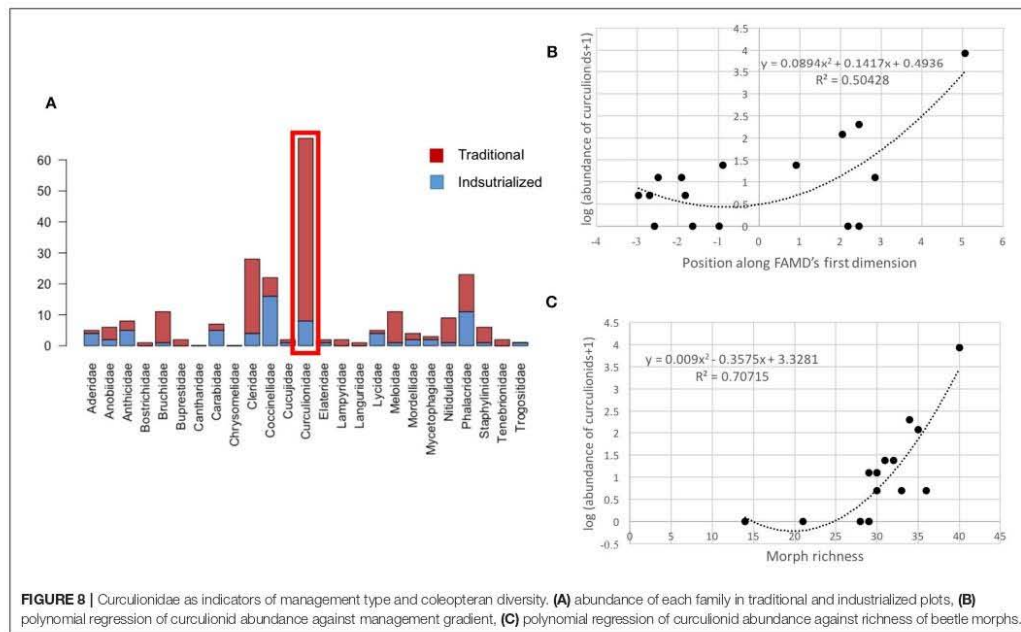 A
Traditional
Indsutrialized
60
50
40
30
20
10
0
Aderidae
Anobiidae
Anthicidae
Bostrichidae
Bruchidae
Buprestidae
Cantharidae
Carabidae
Chrysomelidae
Cleridae
Coccinellidae
Cucujidae
Curculionidae
Elateridae
Lampyridae
Languriidae
Lycidae
Meloidae
Mordellidae
Mycetophagidae
Nitidulidae
Phalacridae
Staphylinidae
Tenebrionidae
Trogositidae
B
log (abundance of curculionids+1)
4.5
4
3.5
3
2.5
2
1.5
1
0.5
0
y = 0.0894x² + 0.1417x + 0.4936
R² = 0.50428
-4 -3 -2 -1 0 1 2 3 4 5 6
Position along FAMD's first dimension
C
log (abundance of curculionids+1)
4.5
4
3.5
3
2.5
2
1.5
1
0.5
0
-0.5
y = 0.009x² - 0.3575x + 3.3281
R² = 0.70715
0 5 10 15 20 25 30 35 40 45
Morph richness
FIGURE 8 | Curculionidae as indicators of management type and coleopteran diversity. (A) abundance of each family in traditional and industrialized plots, (B)
polynomial regression of curculionid abundance against management gradient, (C) polynomial regression of curculionid abundance against richness of beetle morphs.